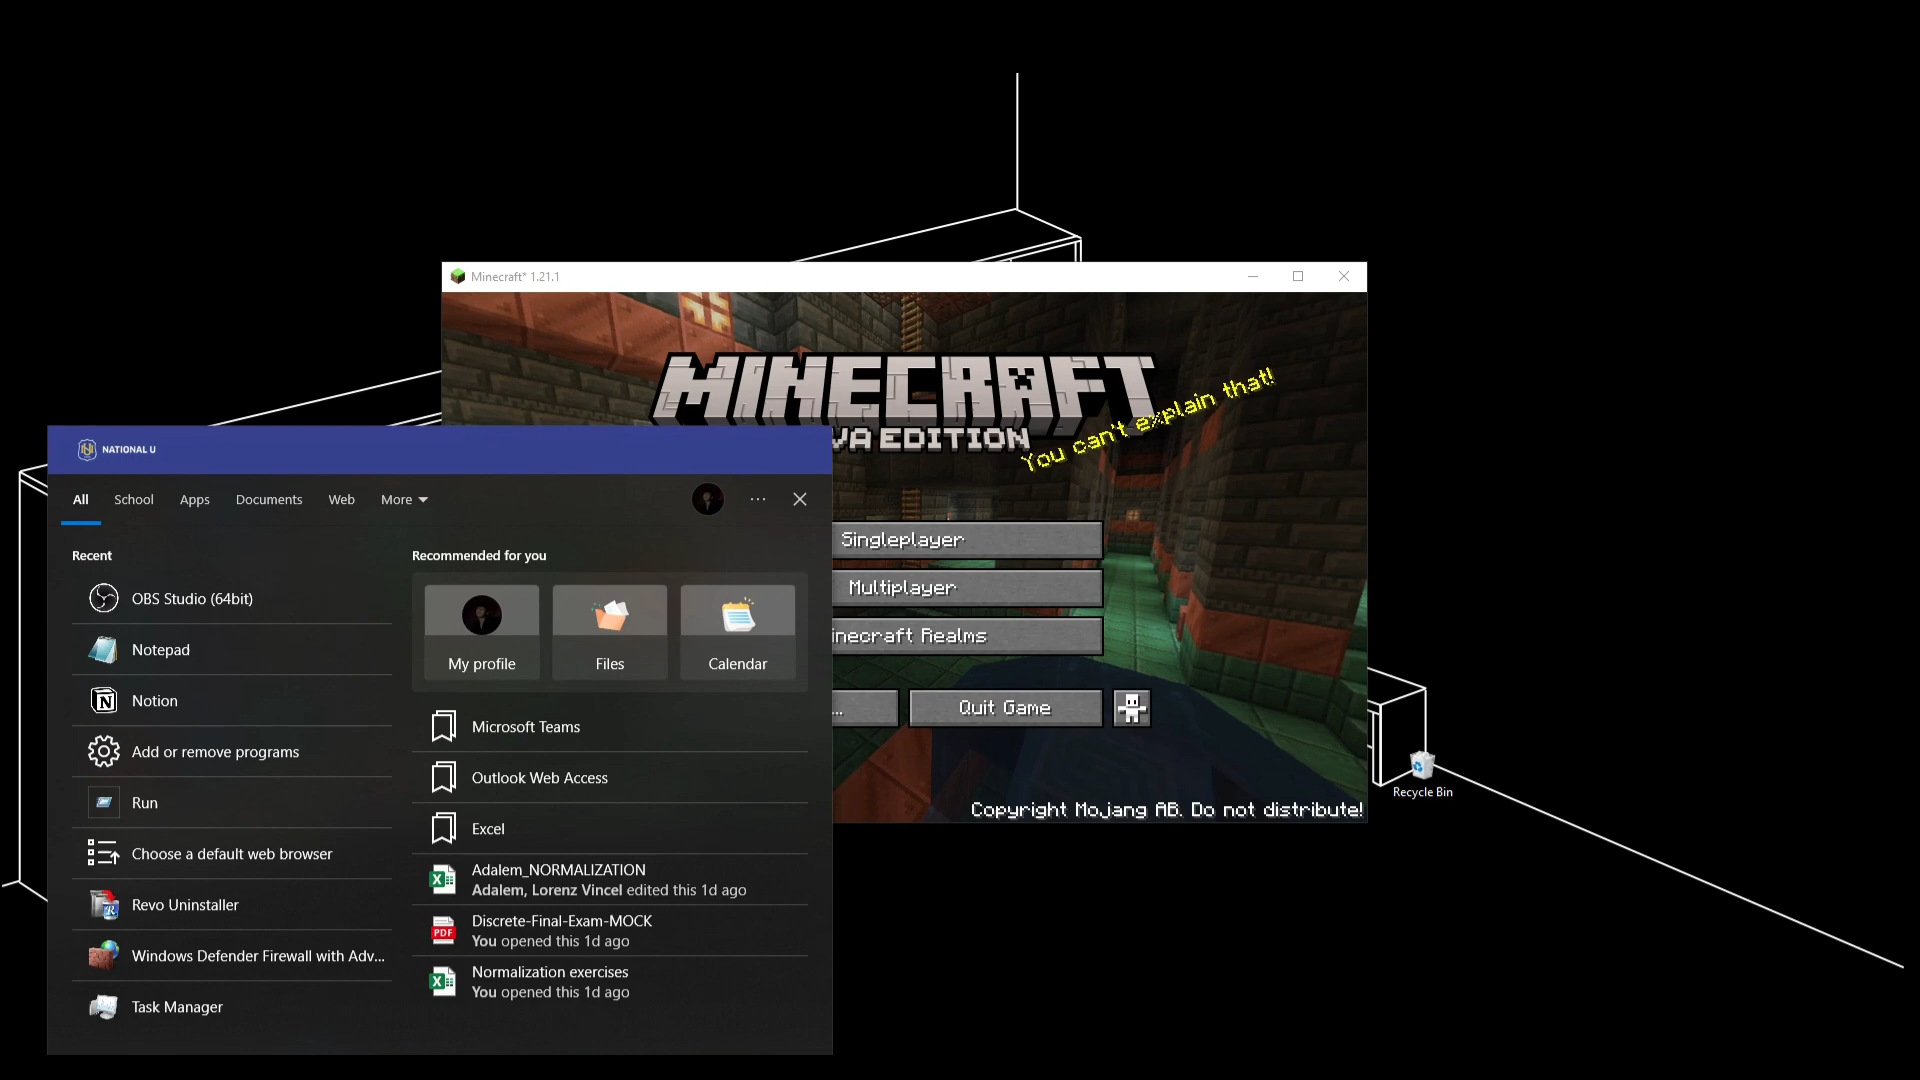 Minecraft* 1.21.1
MINECRAFT
VA EDITION
You can't explain that!
Singleplayer
Multiplayer
inecraft Realms
...
Quit Game
Copyright Mojang AB. Do not distribute!
Recycle Bin
NATIONAL U
All School Apps Documents Web More
Recent
OBS Studio (64bit)
Notepad
Notion
Add or remove programs
Run
Choose a default web browser
Revo Uninstaller
Windows Defender Firewall with Adv...
Task Manager
Recommended for you
My profile Files Calendar
Microsoft Teams
Outlook Web Access
Excel
Adalem_NORMALIZATION
Adalem, Lorenz Vincel edited this 1d ago
PDF
Discrete-Final-Exam-MOCK
You opened this 1d ago
Normalization exercises
You opened this 1d ago